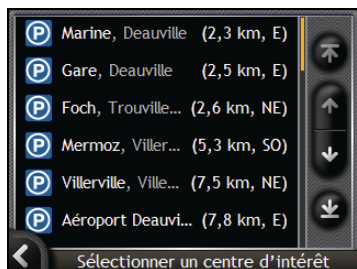 P Marine, Deauville (2,3 km, E)
P Gare, Deauville (2,5 km, E)
P Foch, Trouville... (2,6 km, NE)
P Mermoz, Viller... (5,3 km, SO)
P Villerville, Ville... (7,5 km, NE)
P Aéroport Deauvi... (7,8 km, E)
Sélectionner un centre d'intérêt